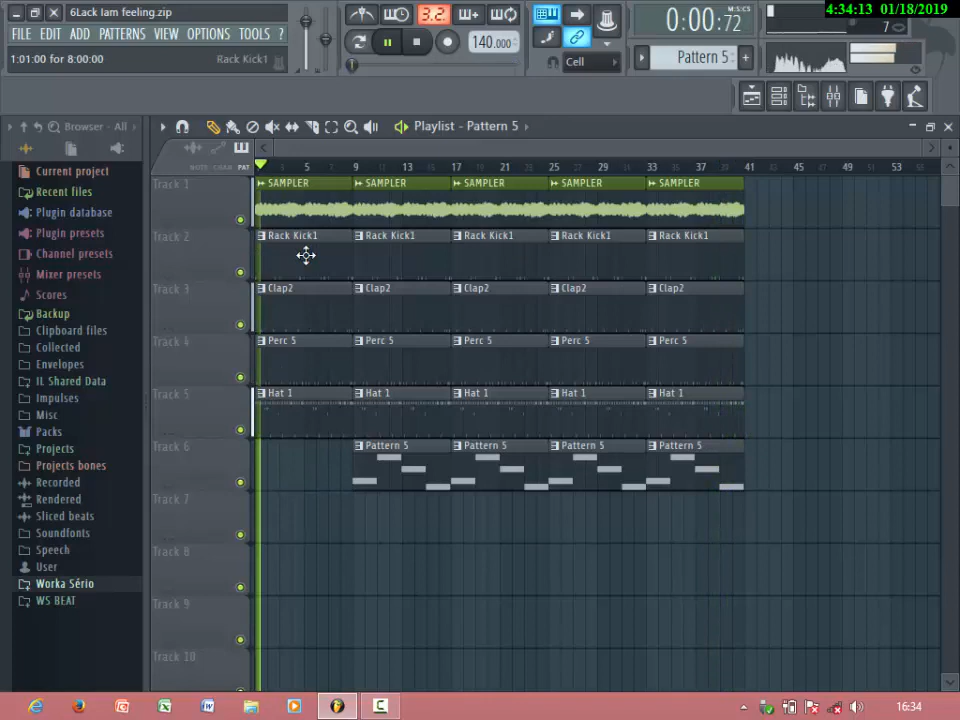 6Lack Iam feeling.zip
FILE EDIT ADD PATTERNS VIEW OPTIONS TOOLS ?
1:01:00 for 8:00:00 Rack Kick1
3.2
140.000
Cell
0:00:72
M:S:CS
Pattern 5
7
4:34:13 01/18/2019
Browser - All
Playlist - Pattern 5
MUTE CHAN PAT
5 9 13 17 21 25 29 33 37 41 45 49 53
Current project
Recent files
Plugin database
Plugin presets
Channel presets
Mixer presets
Scores
Backup
Clipboard files
Collected
Envelopes
IL Shared Data
Impulses
Misc
Packs
Projects
Projects bones
Recorded
Rendered
Sliced beats
Soundfonts
Speech
User
Worka Sério
WS BEAT
Track 1 SAMPLER SAMPLER SAMPLER SAMPLER SAMPLER
Track 2 Rack Kick1 Rack Kick1 Rack Kick1 Rack Kick1 Rack Kick1
Track 3 Clap2 Clap2 Clap2 Clap2 Clap2
Track 4 Perc 5 Perc 5 Perc 5 Perc 5 Perc 5
Track 5 Hat 1 Hat 1 Hat 1 Hat 1 Hat 1
Track 6 Pattern 5 Pattern 5 Pattern 5 Pattern 5
Track 7
Track 8
Track 9
Track 10
16:34